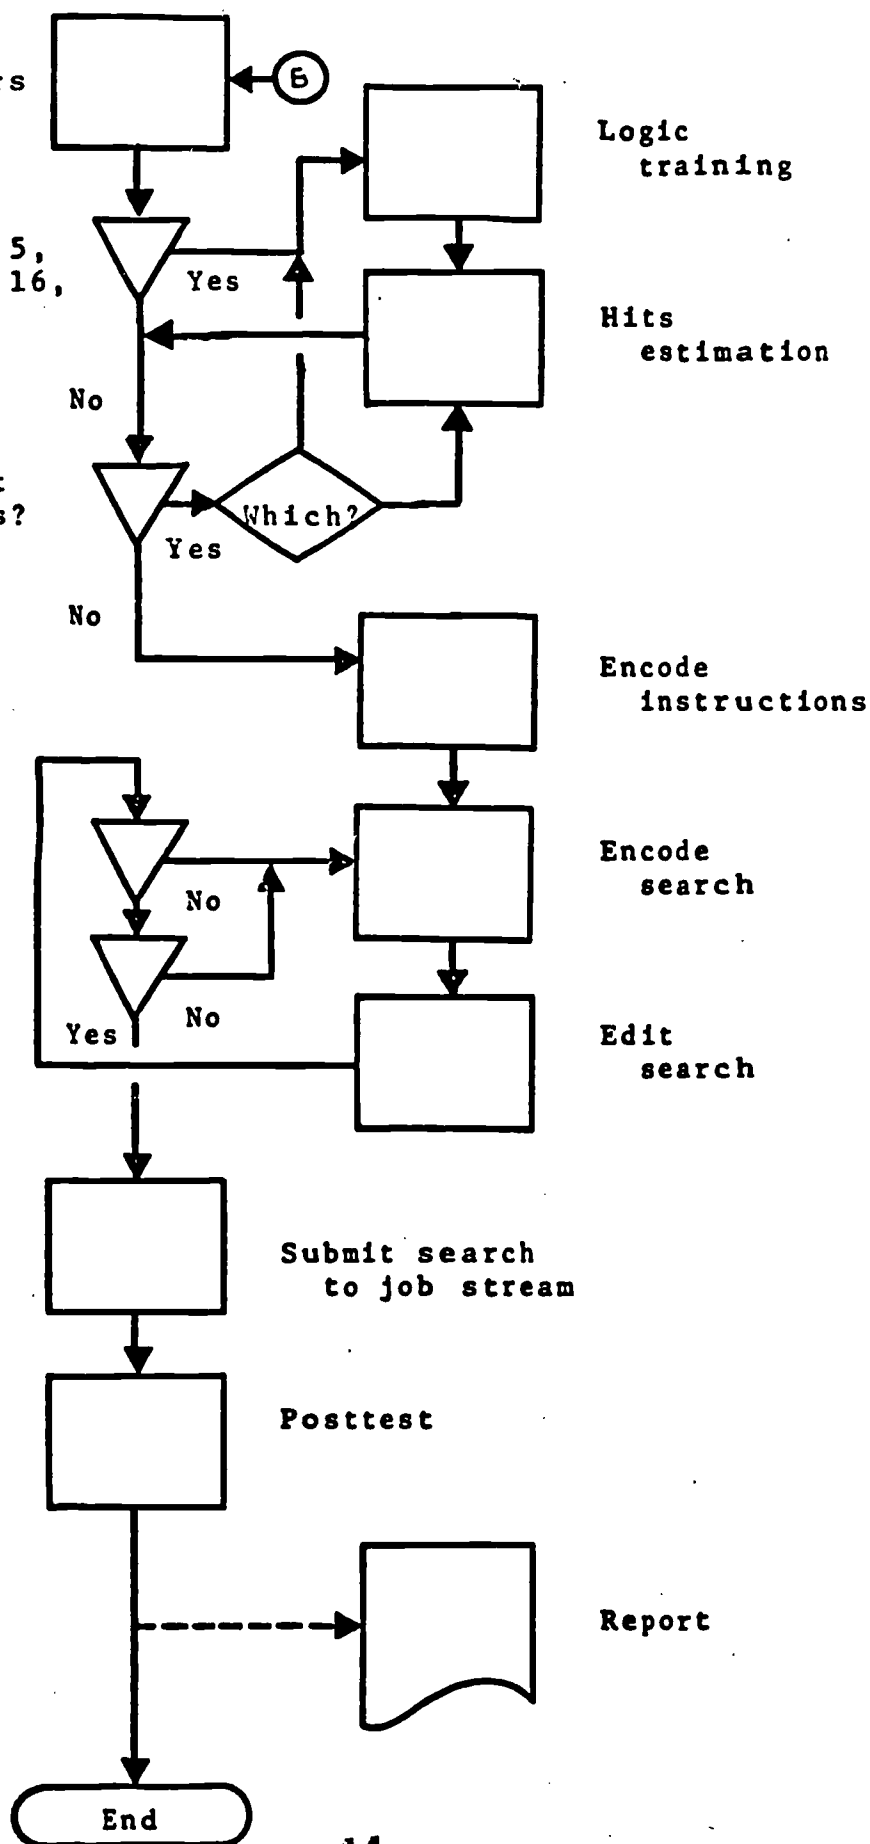 rs
Logic
training
5,
16,
Yes
Hits
estimation
No
s?
Which?
Yes
No
Encode
instructions
Encode
search
No
No
Yes
Edit
search
Submit search
to job stream
Posttest
Report
End